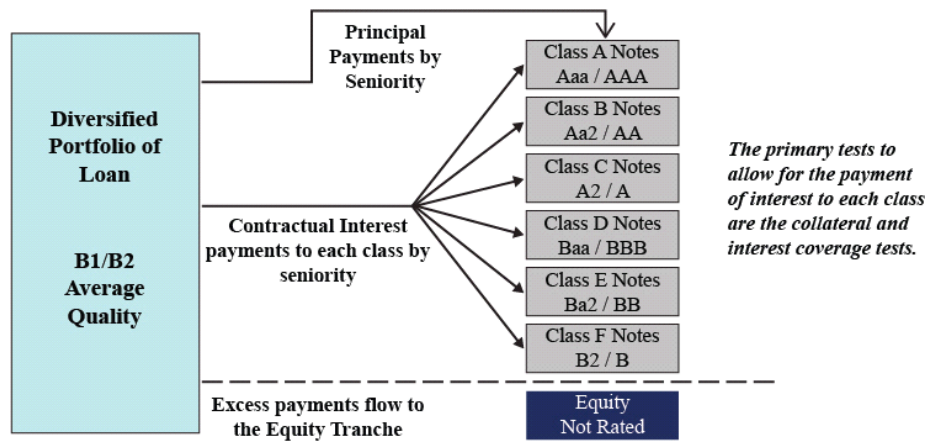 Diversified
Portfolio of
Loan
B1/B2
Average
Quality
Principal
Payments by
Seniority
Contractual Interest
payments to each class by
seniority
Class A Notes
Aaa / AAA
Class B Notes
Aa2 / AA
Class C Notes
A2 / A
Class D Notes
Baa / BBB
Class E Notes
Ba2 / BB
Class F Notes
B2 / B
The primary tests to
allow for the payment
of interest to each class
are the collateral and
interest coverage tests.
Excess payments flow to
the Equity Tranche
Equity
Not Rated